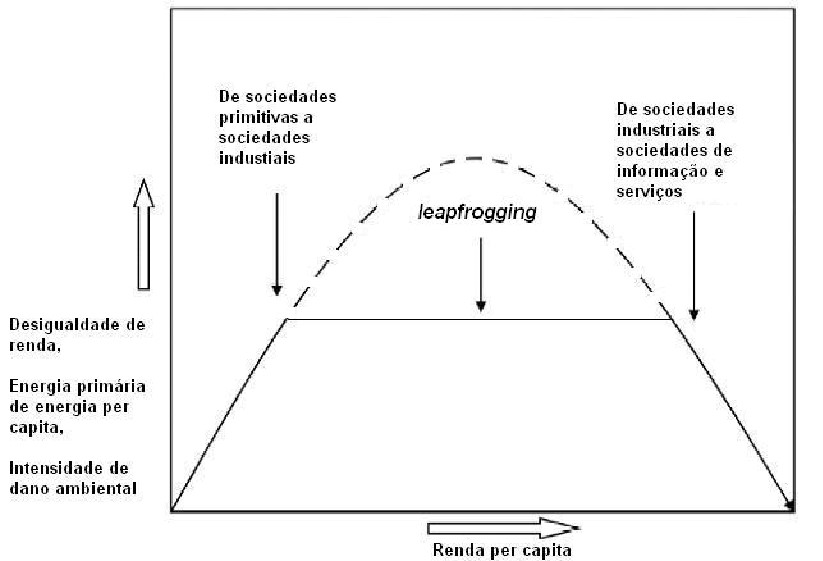 De sociedades
primitivas a
sociedades
industiais
De sociedades
industriais a
sociedades de
informação e
serviços
leapfrogging
Desigualdade de
renda,
Energia primária
de energia per
capita,
Intensidade de
dano ambiental
Renda per capita